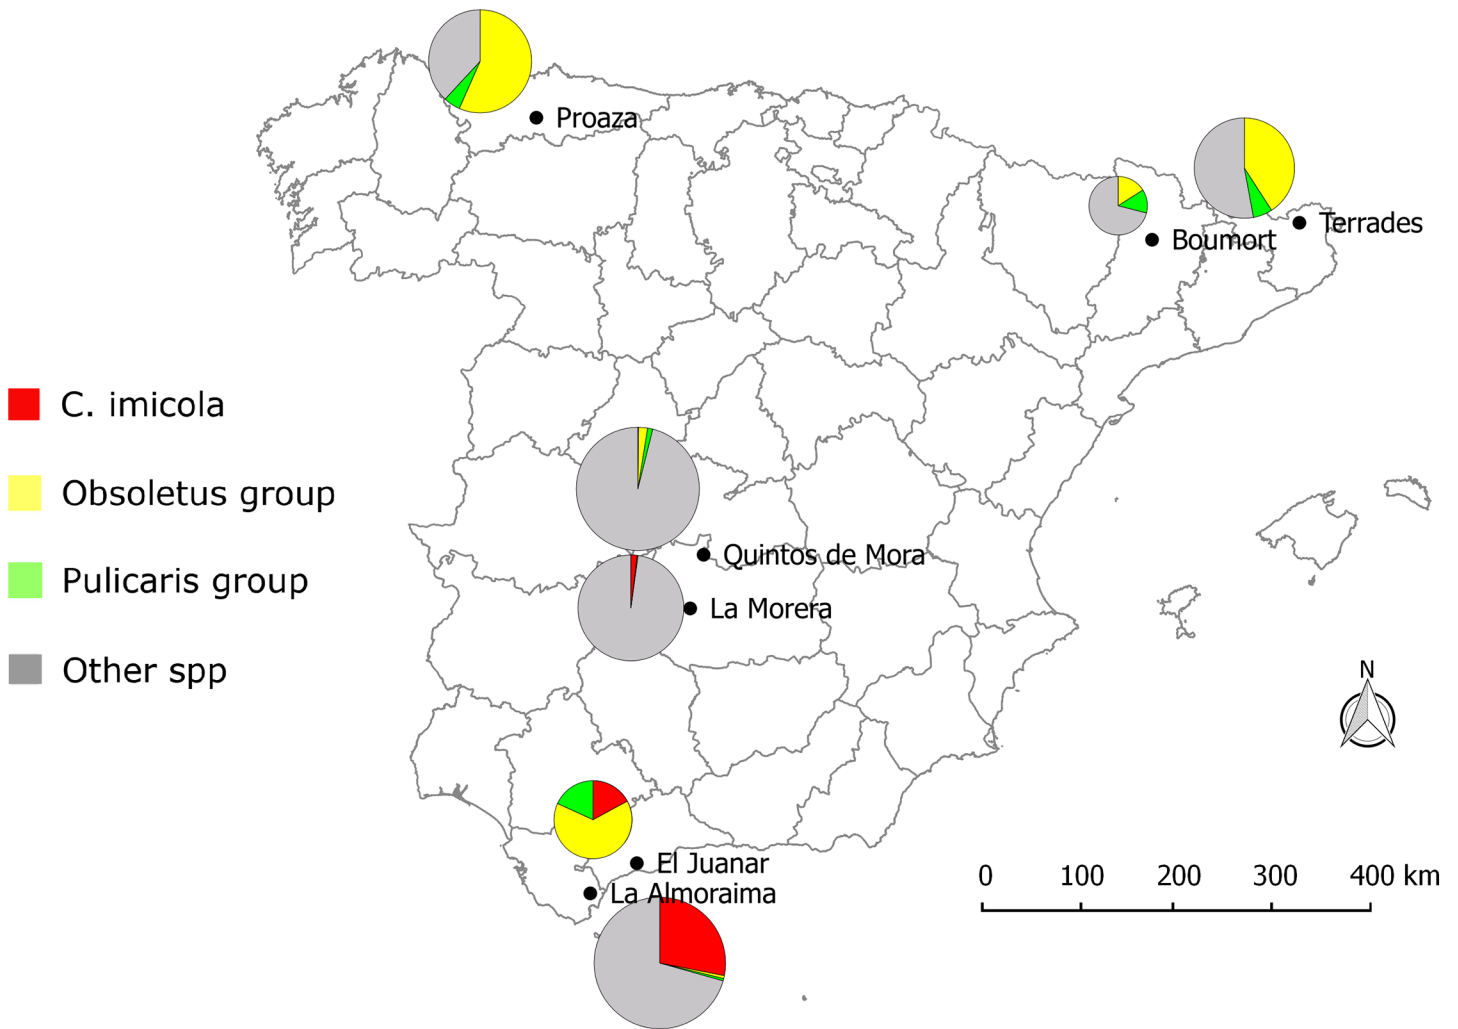 Proaza
Terrades
Boumort
C. imicola
Obsoletus group
Pulicaris group
Other spp
Quintos de Mora
La Morera
N
El Juanar
La Almoraima
0 100 200 300 400 km